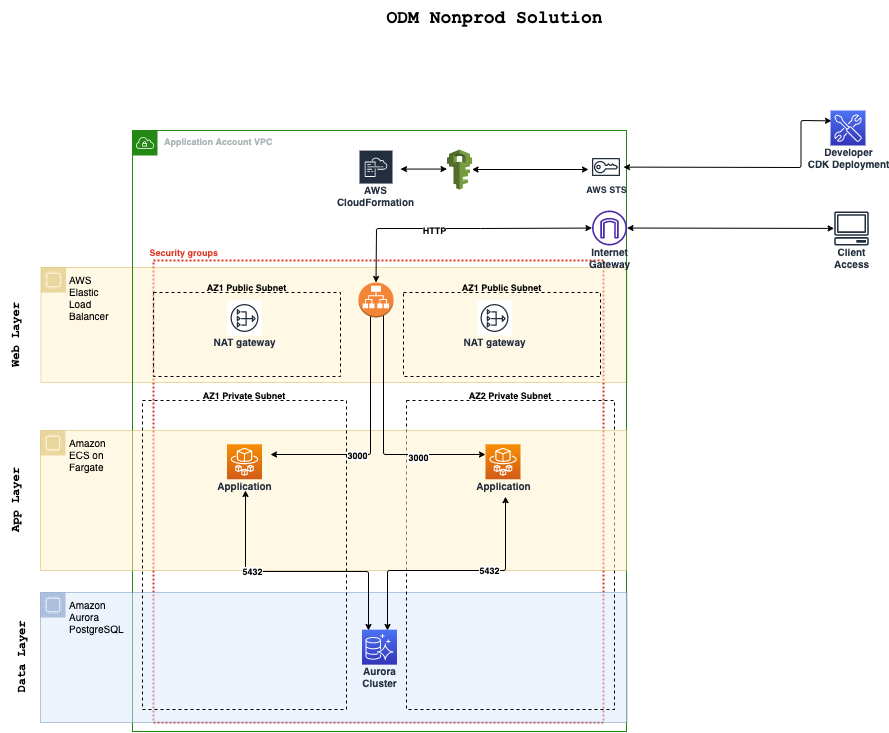 ODM Nonprod Solution
Developer
CDK Deployment
Application Account VPC
AWS
CloudFormation
AWS STS
HTTP
Internet
Gateway
Client
Access
Security groups
Web Layer
AWS
Elastic
Load
Balancer
AZ1 Public Subnet
NAT gateway
AZ1 Public Subnet
NAT gateway
AZ1 Private Subnet
AZ2 Private Subnet
App Layer
Amazon
ECS on
Fargate
3000
3000
Application
Application
5432
5432
Data Layer
Amazon
Aurora
PostgreSQL
Aurora
Cluster